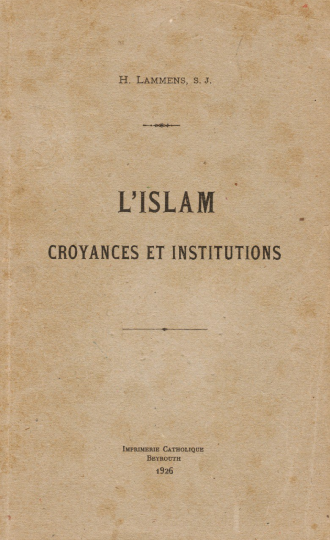 H. Lammens, s. j.
L'ISLAM
CROYANCES ET INSTITUTIONS
Imprimerie Catholique
Beyrouth
1926